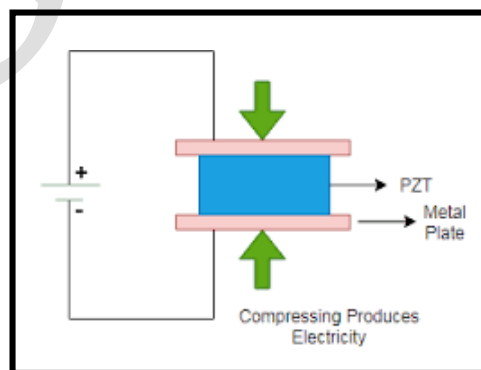 +
-
PZT
Metal
Plate
Compressing Produces
Electricity